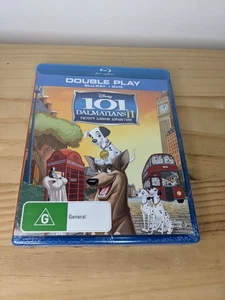 DOUBLE PLAY
BLU-RAY + DVD
Disney
101
DALMATIANS II
PATCH'S LONDON ADVENTURE
G
General